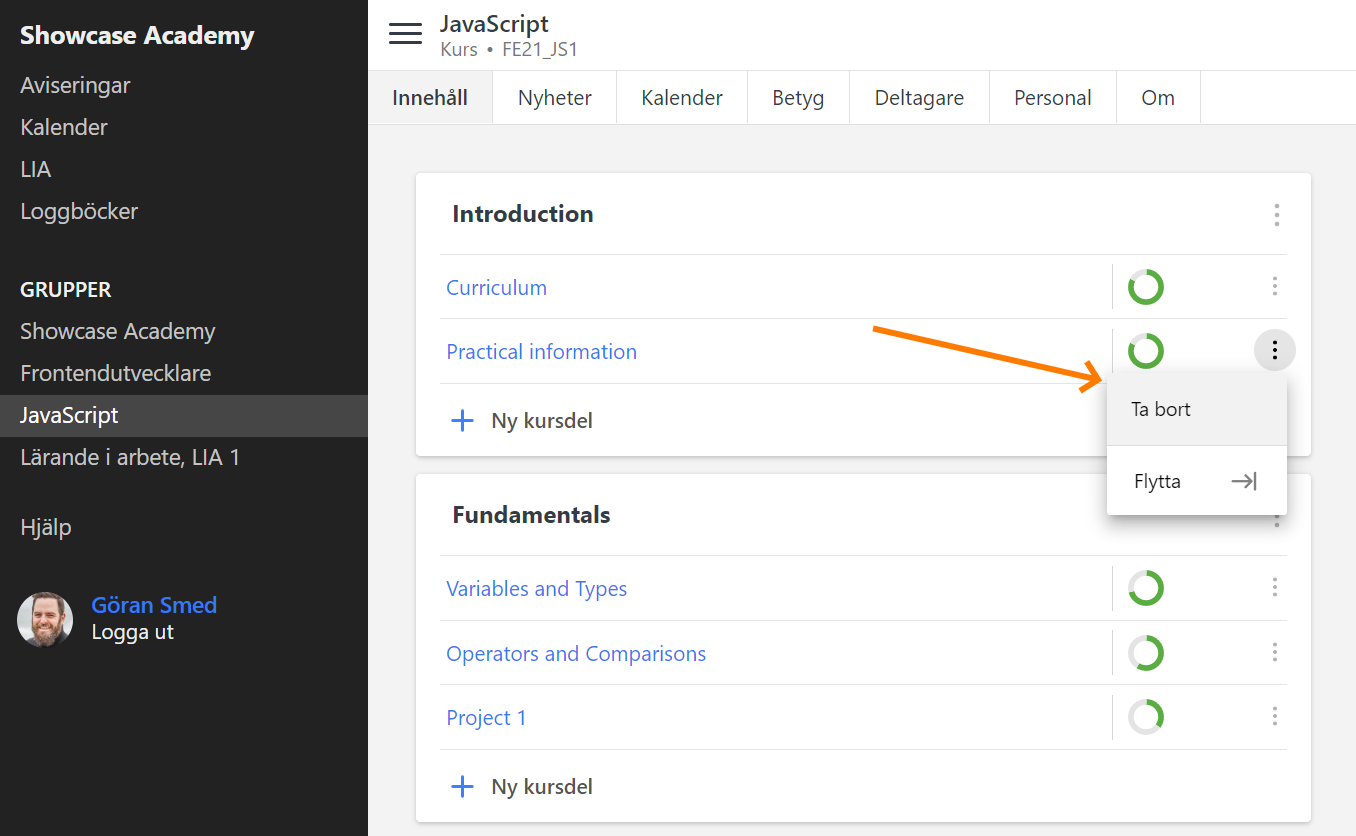 Showcase Academy
Aviseringar
Kalender
LIA
Loggböcker
GRUPPER
Showcase Academy
Frontendutvecklare
JavaScript
Lärande i arbete, LIA 1
Hjälp
Göran Smed
Logga ut
JavaScript
Kurs • FE21_JS1
Innehåll Nyheter Kalender Betyg Deltagare Personal Om
Introduction
Curriculum
Practical information
Ny kursdel
Ta bort
Flytta
Fundamentals
Variables and Types
Operators and Comparisons
Project 1
Ny kursdel